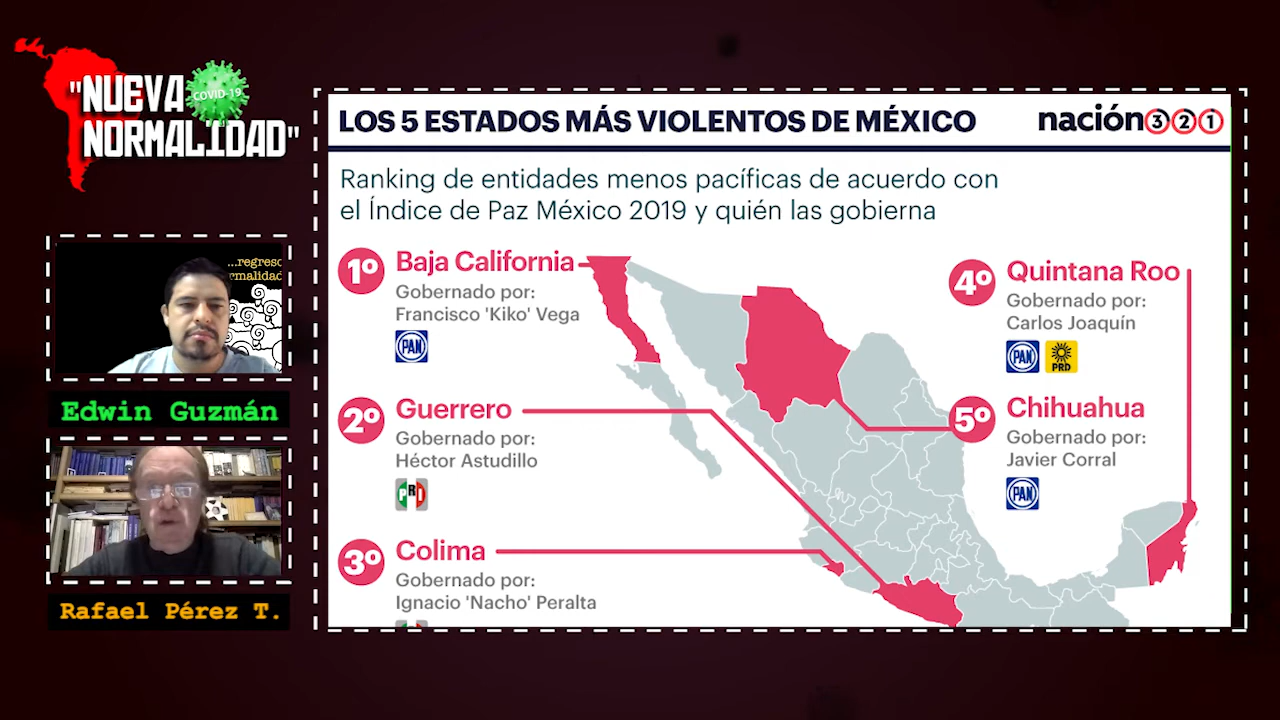 "NUEVA
COVID-19
NORMALIDAD"
...regreso
rmalidad
Edwin Guzmán
Rafael Pérez T.
LOS 5 ESTADOS MÁS VIOLENTOS DE MÉXICO
nación321
Ranking de entidades menos pacíficas de acuerdo con
el Índice de Paz México 2019 y quién las gobierna
1º Baja California
Gobernado por:
Francisco 'Kiko' Vega
PAN
2º Guerrero
Gobernado por:
Héctor Astudillo
PRI
3º Colima
Gobernado por:
Ignacio 'Nacho' Peralta
4º Quintana Roo
Gobernado por:
Carlos Joaquín
PAN PRD
5º Chihuahua
Gobernado por:
Javier Corral
PAN